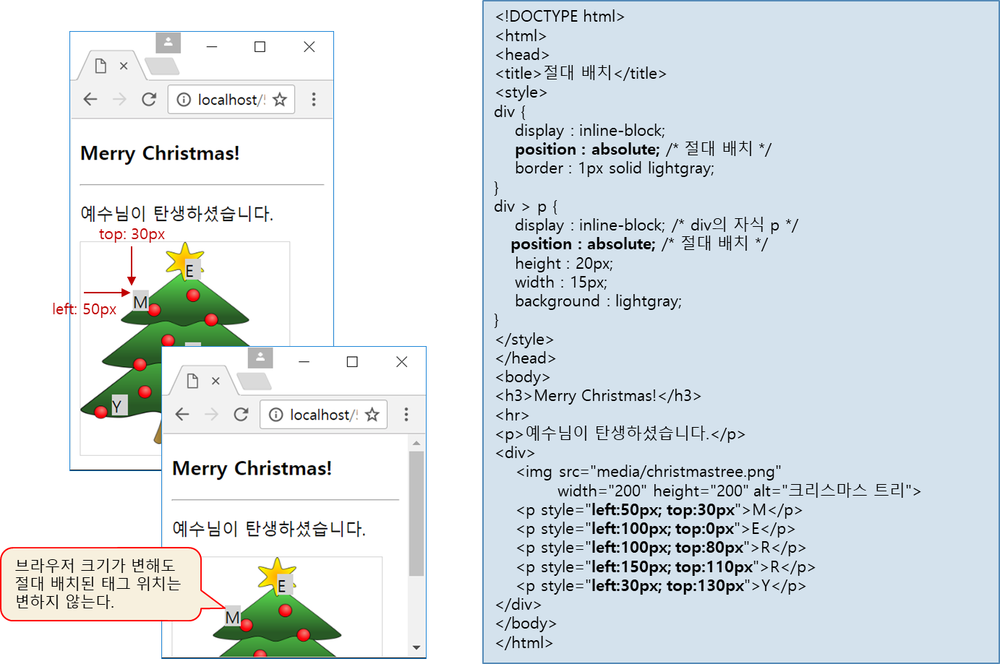 localhost/5
Merry Christmas!
예수님이 탄생하셨습니다.
top: 30px
E
left: 50px
M
Y
localhost/5
Merry Christmas!
예수님이 탄생하셨습니다.
E
M
브라우저 크기가 변해도
절대 배치된 태그 위치는
변하지 않는다.
<!DOCTYPE html>
<html>
<head>
<title>절대 배치</title>
<style>
div {
display : inline-block;
position : absolute; /* 절대 배치 */
border : 1px solid lightgray;
}
div > p {
display : inline-block; /* div의 자식 p */
position : absolute; /* 절대 배치 */
height : 20px;
width : 15px;
background : lightgray;
}
</style>
</head>
<body>
<h3>Merry Christmas!</h3>
<hr>
<p>예수님이 탄생하셨습니다.</p>
<div>
<img src="media/christmastree.png"
width="200" height="200" alt="크리스마스 트리">
<p style="left:50px; top:30px">M</p>
<p style="left:100px; top:0px">E</p>
<p style="left:100px; top:80px">R</p>
<p style="left:150px; top:110px">R</p>
<p style="left:30px; top:130px">Y</p>
</div>
</body>
</html>